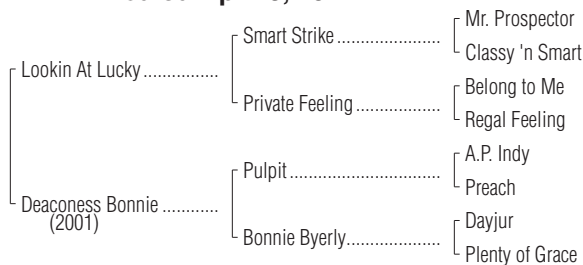 Mr. Prospector
Smart Strike ....................
Classy 'n Smart
Lookin At Lucky ...............
Belong to Me
Private Feeling ...................
Regal Feeling
A.P. Indy
Pulpit .............................
Preach
Deaconess Bonnie ...........
(2001)
Dayjur
Bonnie Byerly...................
Plenty of Grace